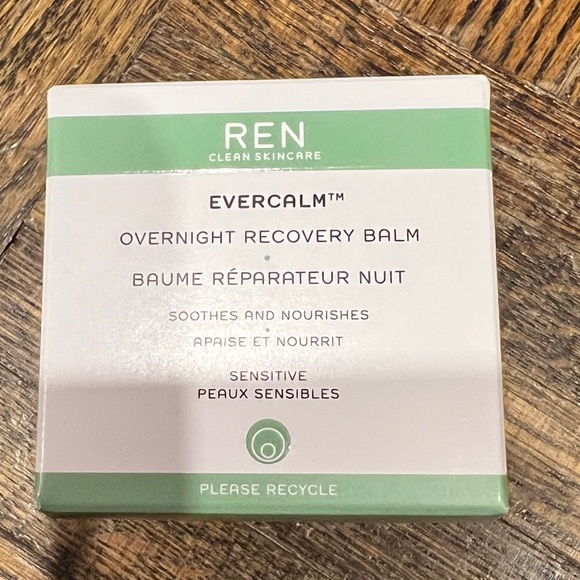 REN
CLEAN SKINCARE
EVERCALM™
OVERNIGHT RECOVERY BALM
•
BAUME RÉPARATEUR NUIT
SOOTHES AND NOURISHES
•
APAISE ET NOURRIT
SENSITIVE
PEAUX SENSIBLES
PLEASE RECYCLE